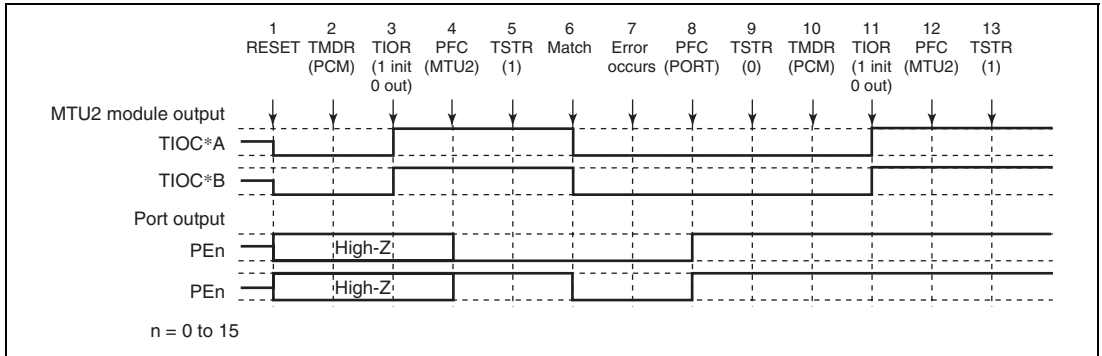 1 2 3 4 5 6 7 8 9 10 11 12 13
RESET TMDR TIOR PFC TSTR Match Error PFC TSTR TMDR TIOR PFC TSTR
(PCM) (1 init (MTU2) (1) occurs (PORT) (0) (PCM) (1 init (MTU2) (1)
0 out) 0 out)
MTU2 module output
TIOC*A
TIOC*B
Port output
PEn High-Z
PEn High-Z
n = 0 to 15